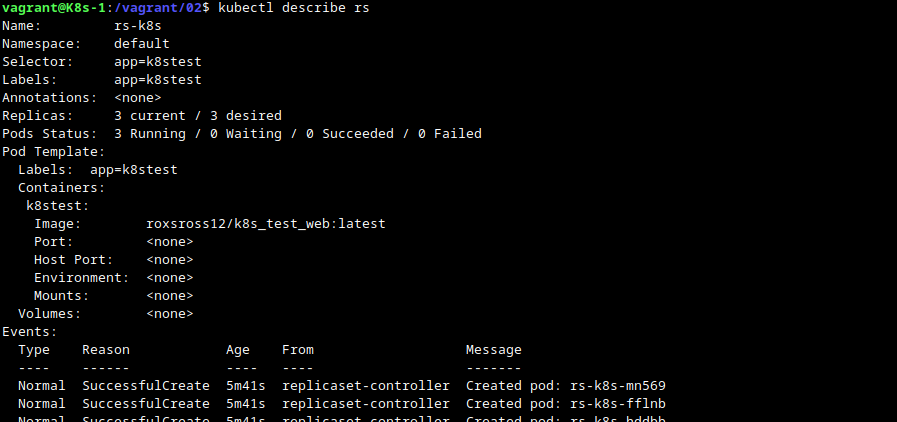 vagrant@K8s-1:/vagrant/02$ kubectl describe rs
Name:         rs-k8s
Namespace:    default
Selector:     app=k8stest
Labels:       app=k8stest
Annotations:  <none>
Replicas:     3 current / 3 desired
Pods Status:  3 Running / 0 Waiting / 0 Succeeded / 0 Failed
Pod Template:
  Labels:  app=k8stest
  Containers:
   k8stest:
    Image:         roxsross12/k8s_test_web:latest
    Port:          <none>
    Host Port:     <none>
    Environment:   <none>
    Mounts:        <none>
  Volumes:         <none>
Events:
  Type    Reason            Age    From                   Message
  ----    ------            ----   ----                   -------
  Normal  SuccessfulCreate  5m41s  replicaset-controller  Created pod: rs-k8s-mn569
  Normal  SuccessfulCreate  5m41s  replicaset-controller  Created pod: rs-k8s-fflnb
  Normal  SuccessfulCreate  5m41s  replicaset-controller  Created pod: